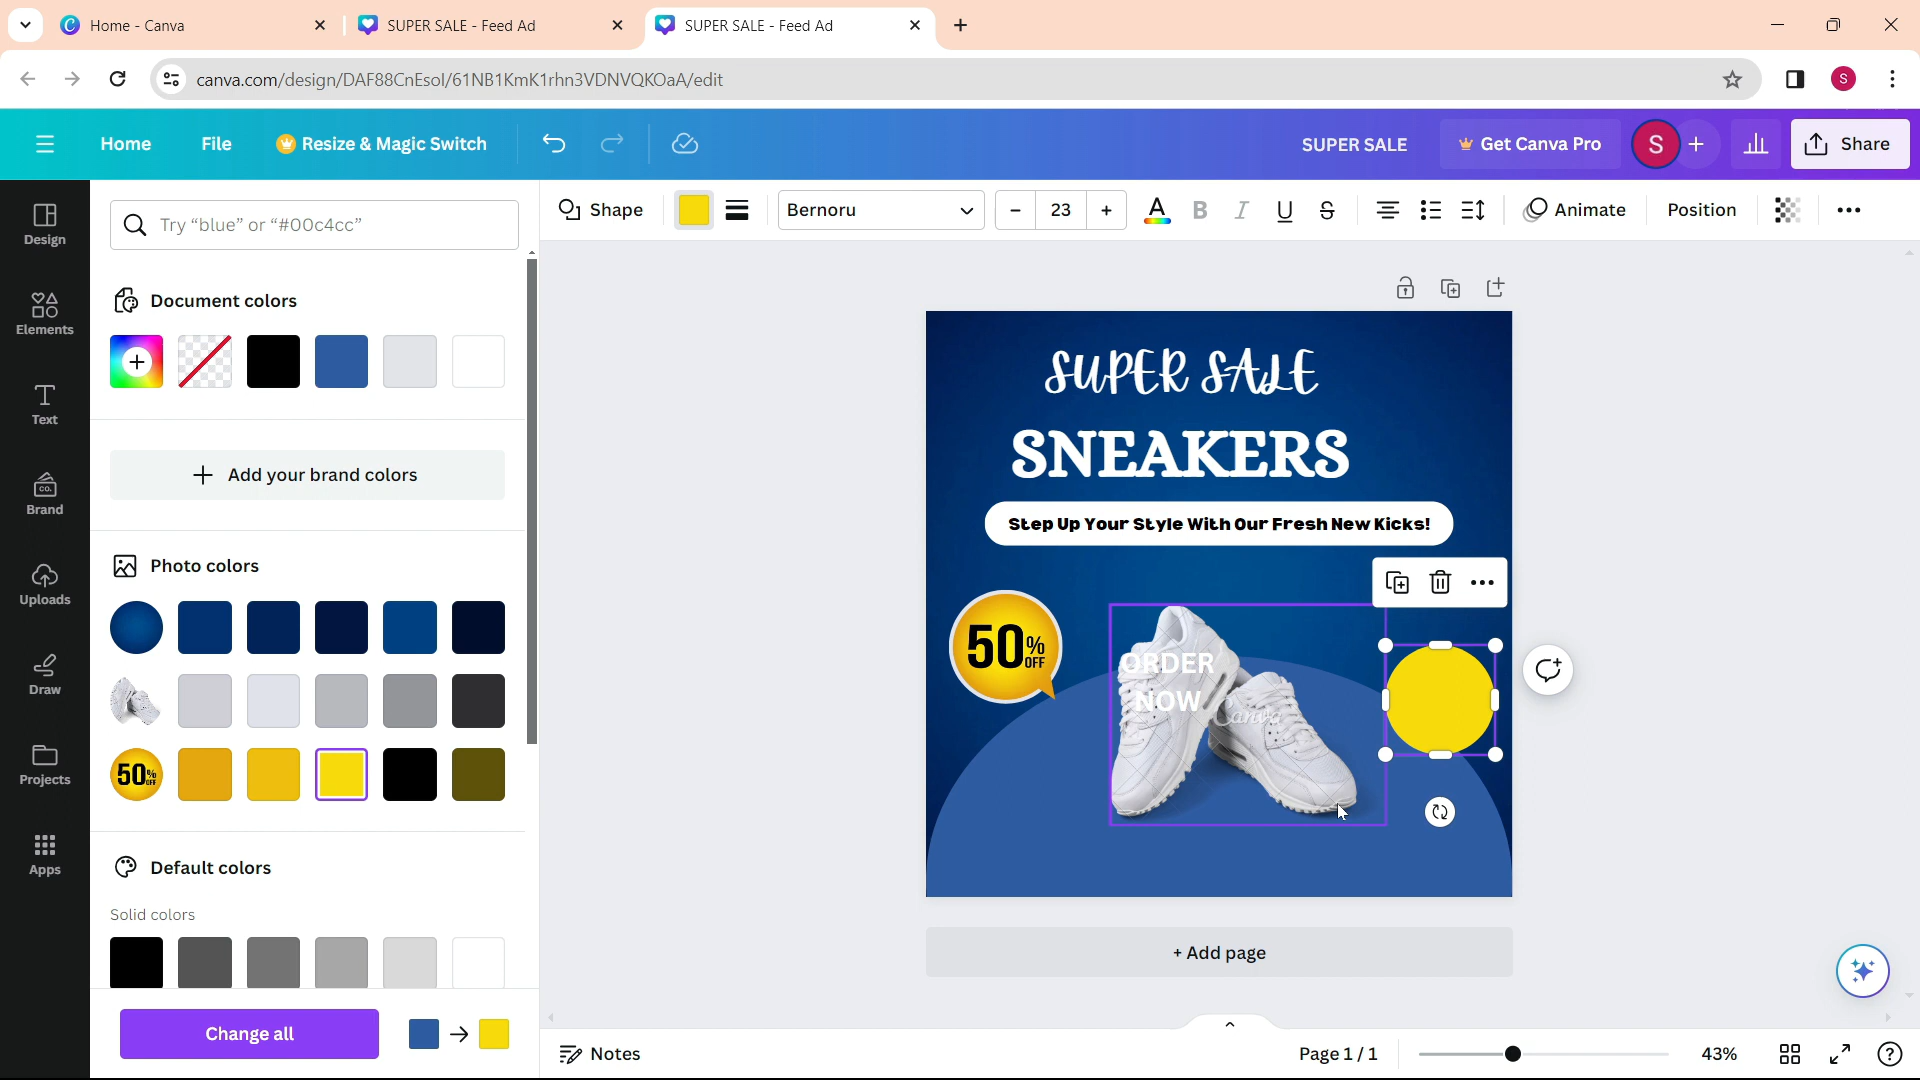 Home - Canva
SUPER SALE - Feed Ad
SUPER SALE - Feed Ad
canva.com/design/DAF88CnEsoI/61NB1KmK1rhn3VDNVQKOaA/edit
S
Home
File
Resize & Magic Switch
SUPER SALE
Get Canva Pro
S
Share
Design
Elements
Text
Brand
Uploads
Draw
Projects
Apps
Try “blue” or “#00c4cc”
Document colors
Add your brand colors
Photo colors
50% OFF
Default colors
Solid colors
Change all
Shape
Bernoru
23
Animate
Position
SUPER SALE
SNEAKERS
Step Up Your Style With Our Fresh New Kicks!
50% OFF
ORDER
NOW
Canva
+ Add page
Notes
Page 1 / 1
43%